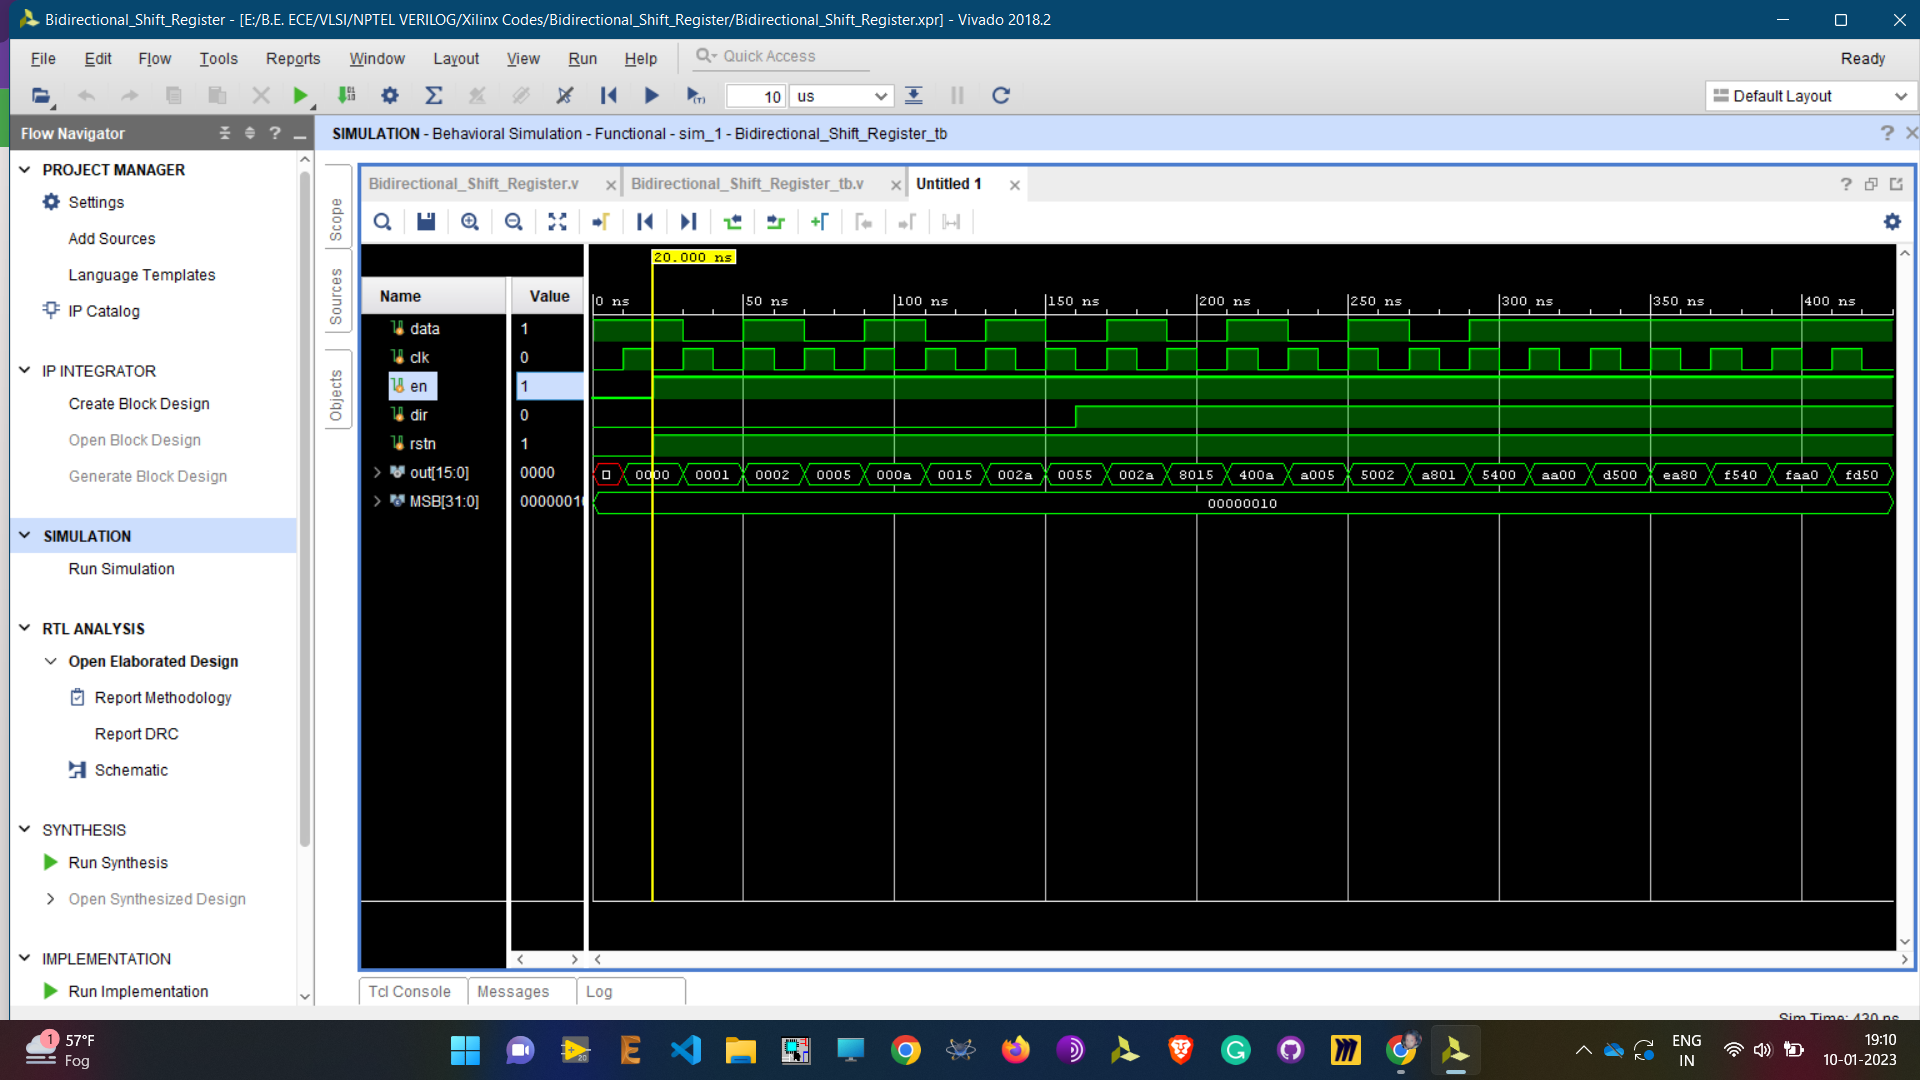 Bidirectional_Shift_Register - [E:/B.E. ECE/VLSI/NPTEL VERILOG/Xilinx Codes/Bidirectional_Shift_Register/Bidirectional_Shift_Register.xpr] - Vivado 2018.2
File Edit Flow Tools Reports Window Layout View Run Help Quick Access Ready
10 us Default Layout
Flow Navigator
SIMULATION - Behavioral Simulation - Functional - sim_1 - Bidirectional_Shift_Register_tb
PROJECT MANAGER
Settings
Add Sources
Language Templates
IP Catalog
IP INTEGRATOR
Create Block Design
Open Block Design
Generate Block Design
SIMULATION
Run Simulation
RTL ANALYSIS
Open Elaborated Design
Report Methodology
Report DRC
Schematic
SYNTHESIS
Run Synthesis
Open Synthesized Design
IMPLEMENTATION
Run Implementation
Scope
Sources
Objects
Bidirectional_Shift_Register.v Bidirectional_Shift_Register_tb.v Untitled 1
20.000 ns
Name Value 0 ns 50 ns 100 ns 150 ns 200 ns 250 ns 300 ns 350 ns 400 ns
data 1
clk 0
en 1
dir 0
rstn 1
out[15:0] 0000 0000 0001 0002 0005 000a 0015 002a 0055 002a 8015 400a a005 5002 a801 5400 aa00 d500 ea80 f540 faa0 fd50
MSB[31:0] 00000010 00000010
Tcl Console Messages Log
Sim Time: 430 ns
1 57°F
Fog
20
ENG
IN
19:10
10-01-2023